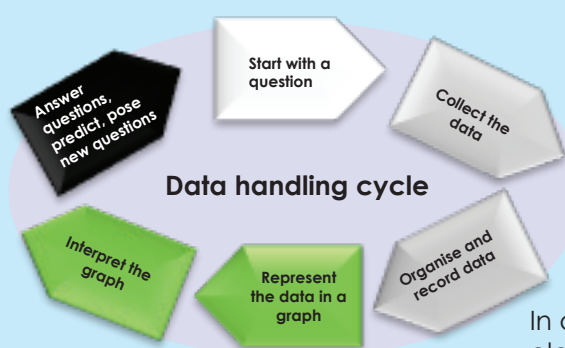 Start with a
question
Collect the
data
Organise and
record data
Represent
the data in a
graph
Interpret the
graph
Answer
questions,
predict, pose
new questions
Data handling cycle
In